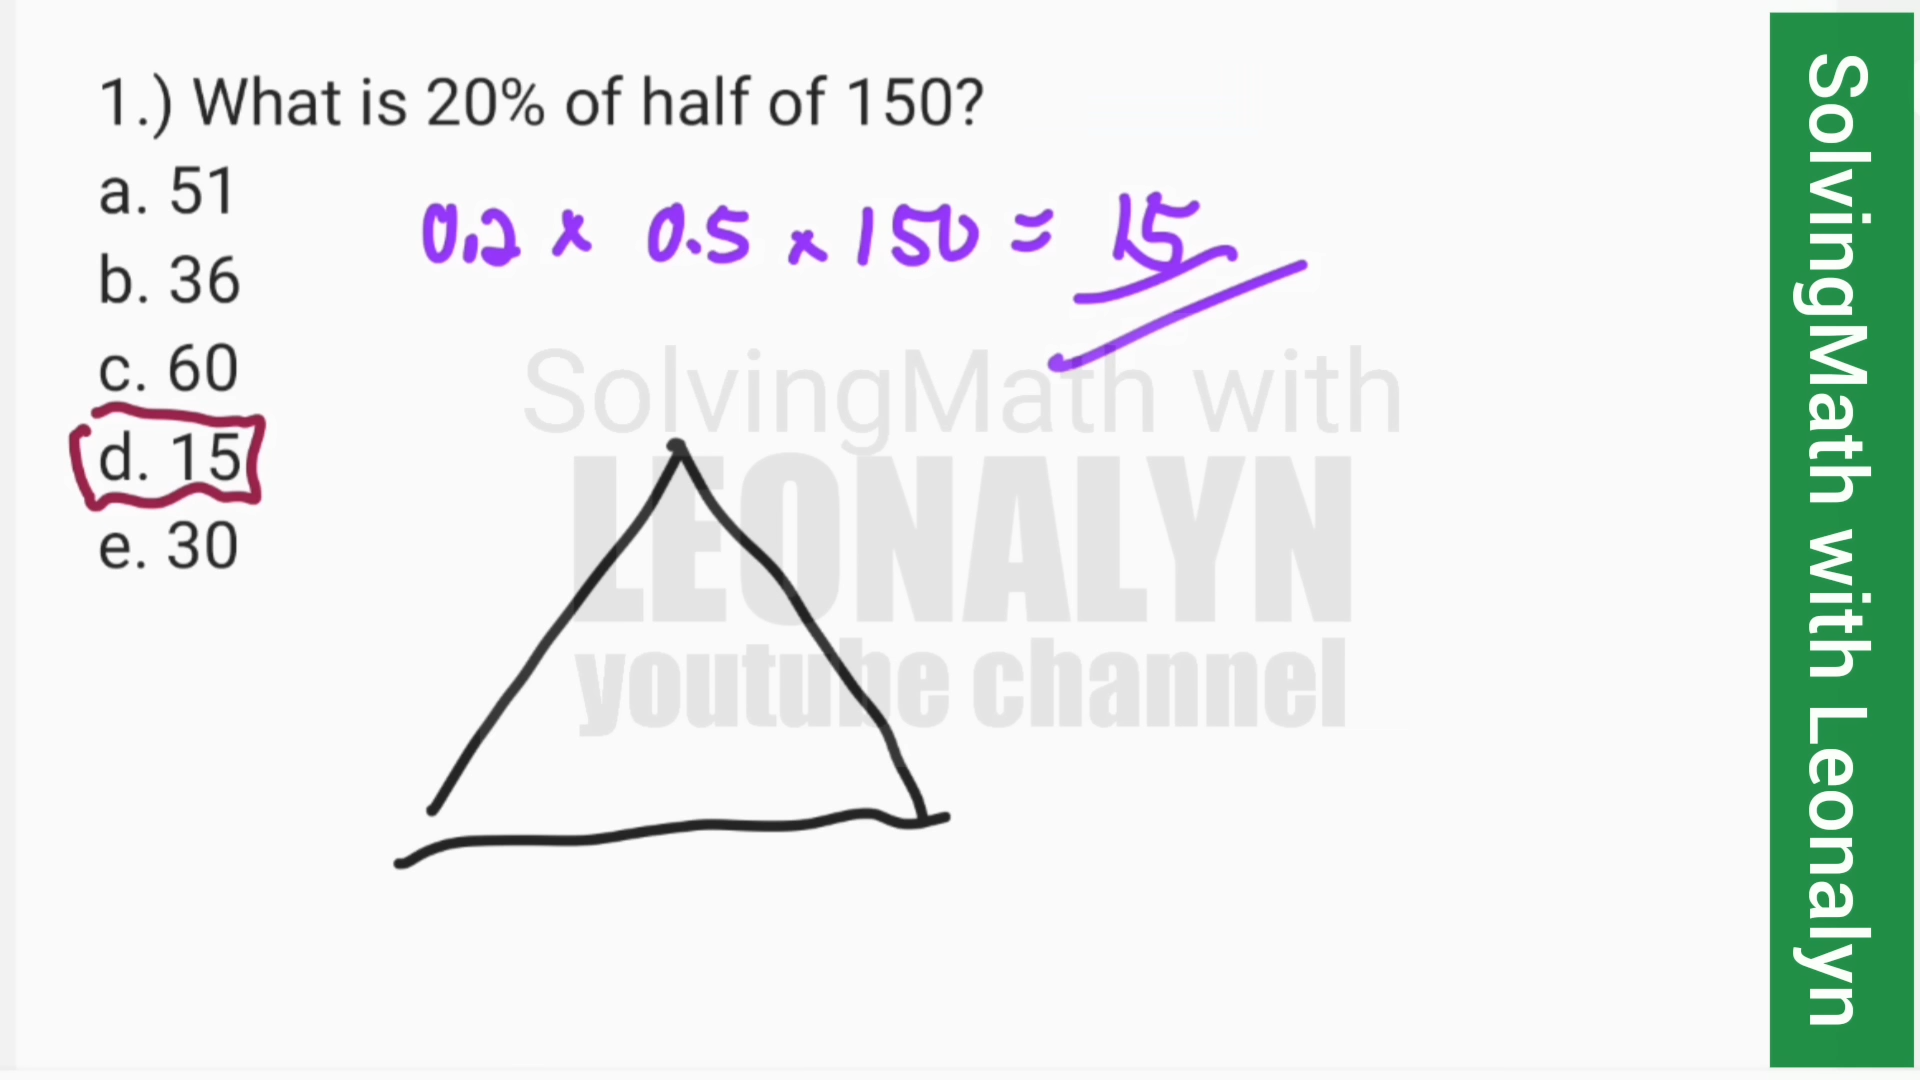 1.) What is 20% of half of 150?
a. 51
0.2 x 0.5 x 150 = 15
b. 36
c. 60
d. 15
e. 30
SolvingMath with
LEONALYN
youtube channel
SolvingMath with Leonalyn